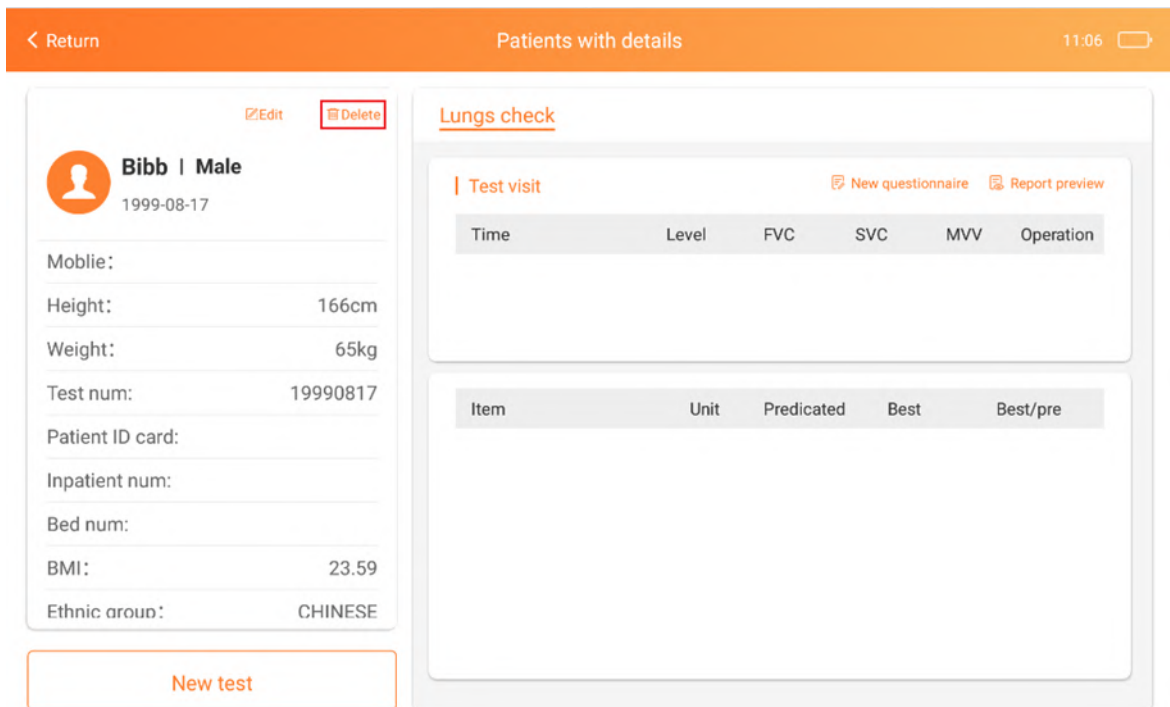 Return
Patients with details
11:06
Edit
Delete
Bibb | Male
1999-08-17
Moblie:
Height: 166cm
Weight: 65kg
Test num: 19990817
Patient ID card:
Inpatient num:
Bed num:
BMI: 23.59
Ethnic group: CHINESE
New test
Lungs check
Test visit
New questionnaire
Report preview
Time Level FVC SVC MVV Operation
Item Unit Predicated Best Best/pre